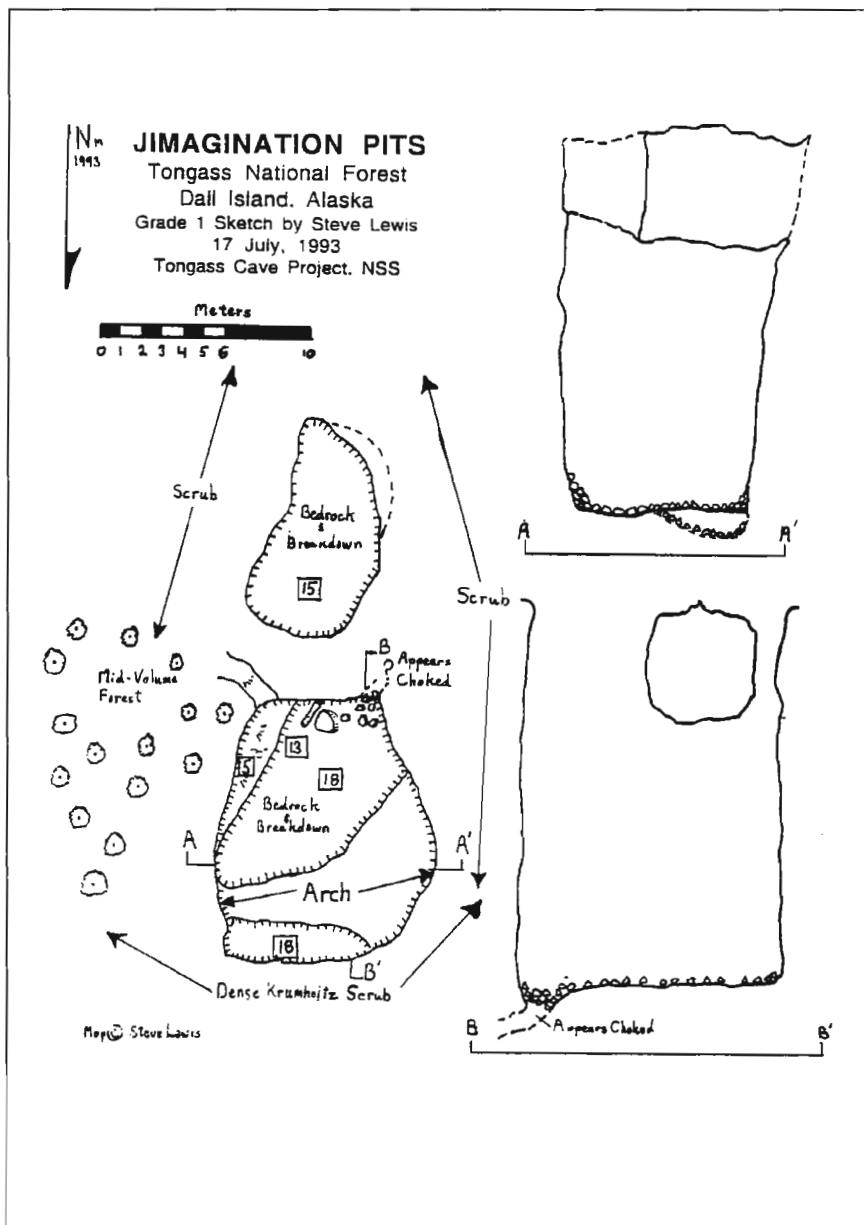 Nm
1993
JIMAGINATION PITS
Tongass National Forest
Dall Island, Alaska
Grade 1 Sketch by Steve Lewis
17 July, 1993
Tongass Cave Project. NSS
Meters
0 1 2 3 4 5 6 10
Scrub
Bedrock
&
Breakdown
15
Scrub
Mid-Volume
Forest
B
?
Appears
Choked
5
13
18
Bedrock
&
Breakdown
A
A'
Arch
18
B'
Dense Krumholtz Scrub
Map © Steve Lewis
A
A'
Appears Choked
B
B'